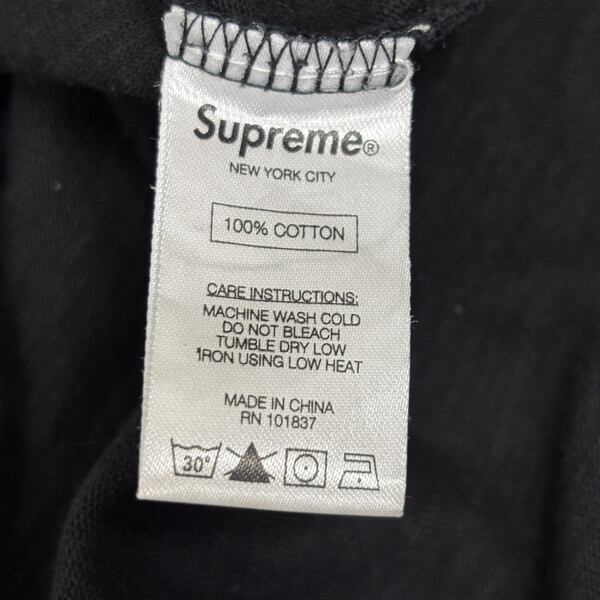 Supreme®
NEW YORK CITY
100% COTTON
CARE INSTRUCTIONS:
MACHINE WASH COLD
DO NOT BLEACH
TUMBLE DRY LOW
IRON USING LOW HEAT
MADE IN CHINA
RN 101837
30°